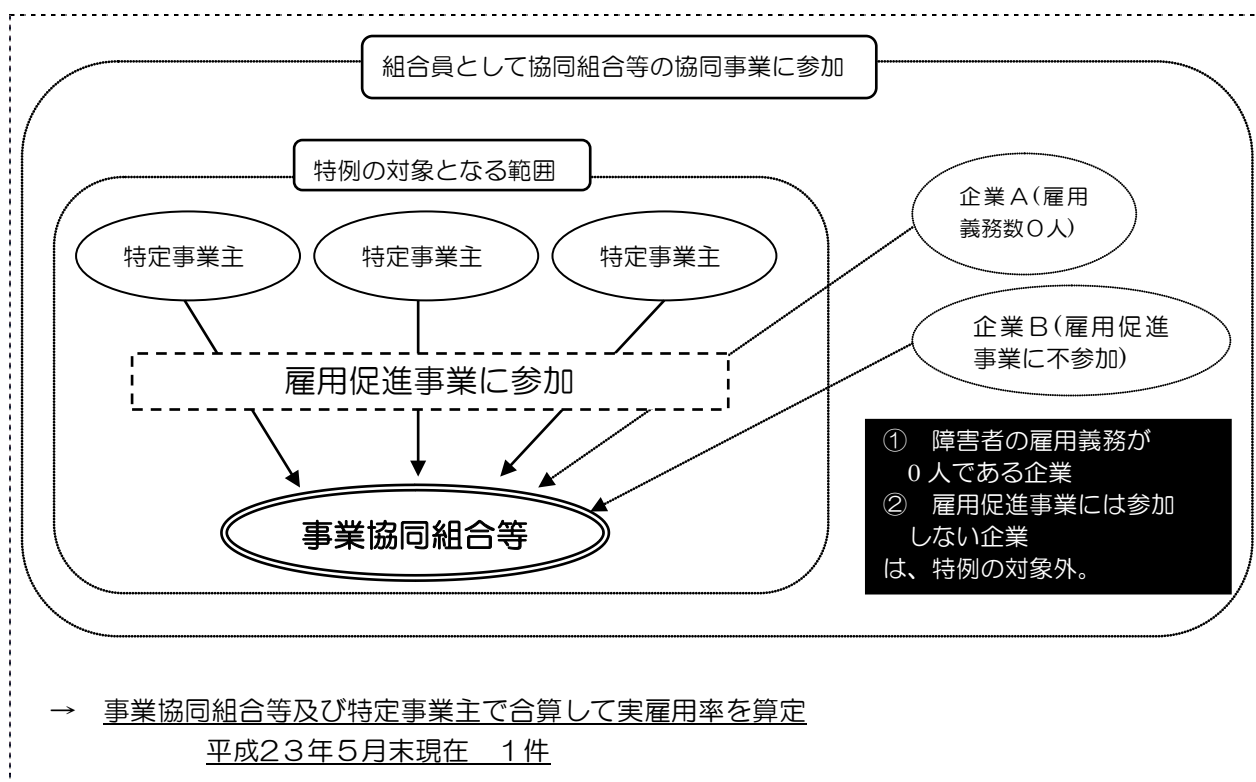 組合員として協同組合等の協同事業に参加
特例の対象となる範囲
特定事業主
特定事業主
特定事業主
企業A(雇用
義務数0人)
企業B(雇用促進
事業に不参加)
雇用促進事業に参加
事業協同組合等
① 障害者の雇用義務が
0人である企業
② 雇用促進事業には参加
しない企業
は、特例の対象外。
→ 事業協同組合等及び特定事業主で合算して実雇用率を算定
平成23年5月末現在 1件